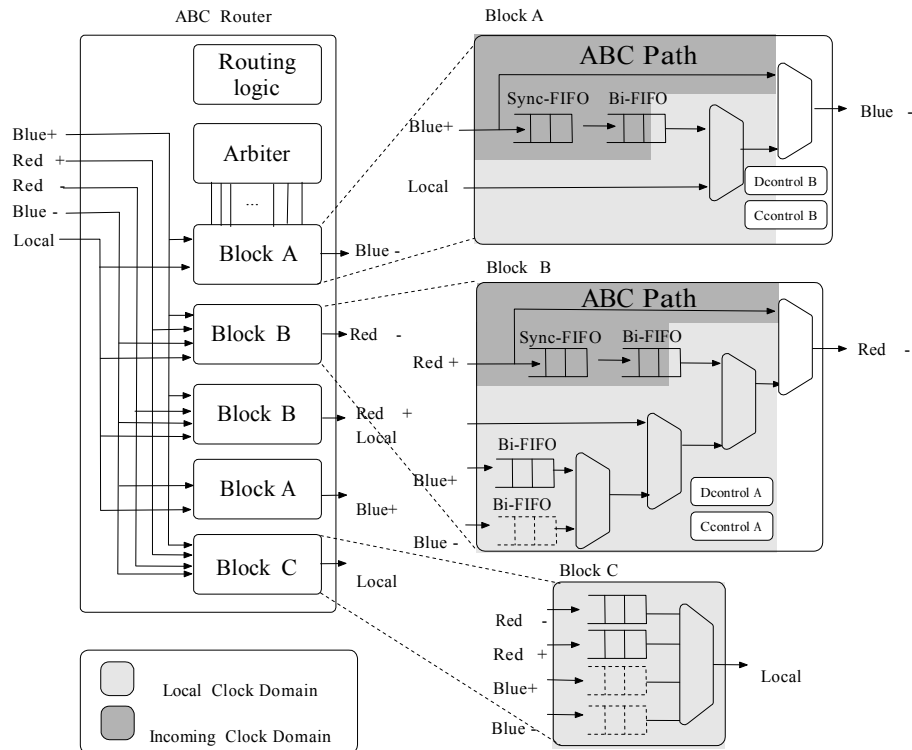 ABC Router
Routing
logic
Blue+
Red +
Red -
Blue -
Local
Arbiter
...
Block A
Blue -
Block B
Red -
Block B
Red +
Local
Block A
Blue+
Block C
Local
Local Clock Domain
Incoming Clock Domain
Block A
ABC Path
Sync-FIFO
Bi-FIFO
Blue+
Blue -
Local
Dcontrol B
Ccontrol B
Block B
ABC Path
Sync-FIFO
Bi-FIFO
Red +
Red -
Bi-FIFO
Blue+
Bi-FIFO
Blue -
Dcontrol A
Ccontrol A
Block C
Red -
Red +
Blue+
Blue -
Local